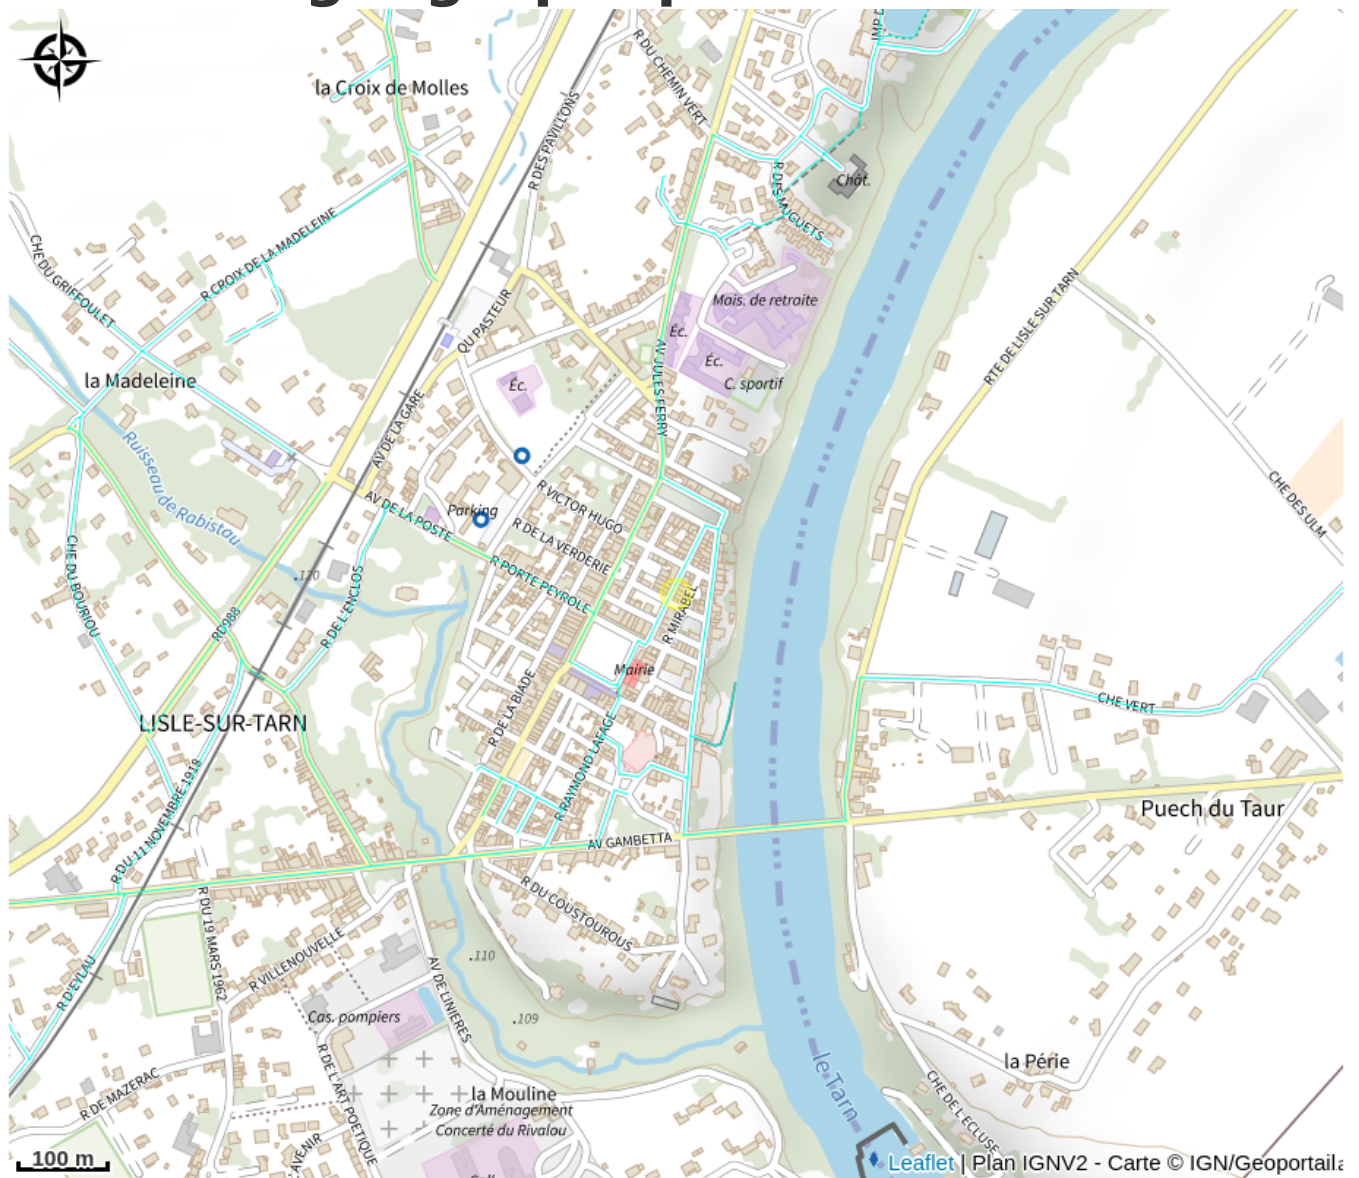 la Croix de Molles
R DU CHEMIN VERT
R DES PAVILLONS
Chât.
R DES MUGUETS
CHE DU GRIFFOULET
R CROIX DE LA MADELEINE
Mais. de retraite
QU PASTEUR
Éc.
Éc.
Éc.
C. sportif
AV JULES FERRY
RTE DE LISLE SUR TARN
la Madeleine
AV DE LA GARE
Ruisseau de Rabistau
AV DE LA POSTE
Parking
R VICTOR HUGO
R DE LA VERDERIE
R PORTE PEYROLE
CHE DES ULM
CHE DU BOURIOU
120
R DE L'ENCLOS
RD988
R MIRABEL
Mairie
R DE LA BIADE
LISLE-SUR-TARN
R RAYMOND LAFAGE
CHE VERT
Puech du Taur
R DU 11 NOVEMBRE 1918
AV GAMBETTA
R DU COUSTOUROUS
R DU 19 MARS 1962
R VILLENOUVELLE
R D'EYLAU
.110
AV DE LINIERES
.109
Cas. pompiers
R DE L'ART POETIQUE
la Périe
le Tarn
CHE DE L ECLUSE
R DE MAZERAC
la Mouline
Zone d'Aménagement
Concerté du Rivalou
AVENIR
100 m
Leaflet | Plan IGNV2 - Carte © IGN/Geoportail